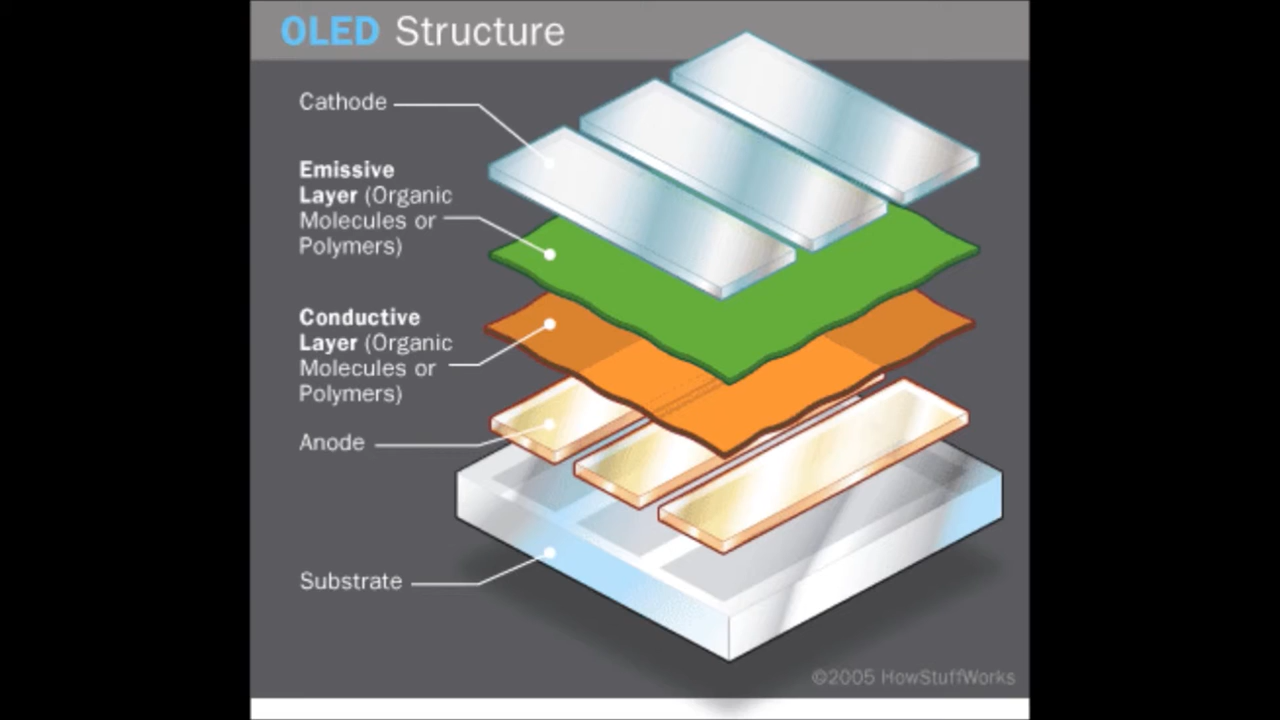 OLED Structure
Cathode
Emissive
Layer (Organic
Molecules or
Polymers)
Conductive
Layer (Organic
Molecules or
Polymers)
Anode
Substrate
©2005 HowStuffWorks